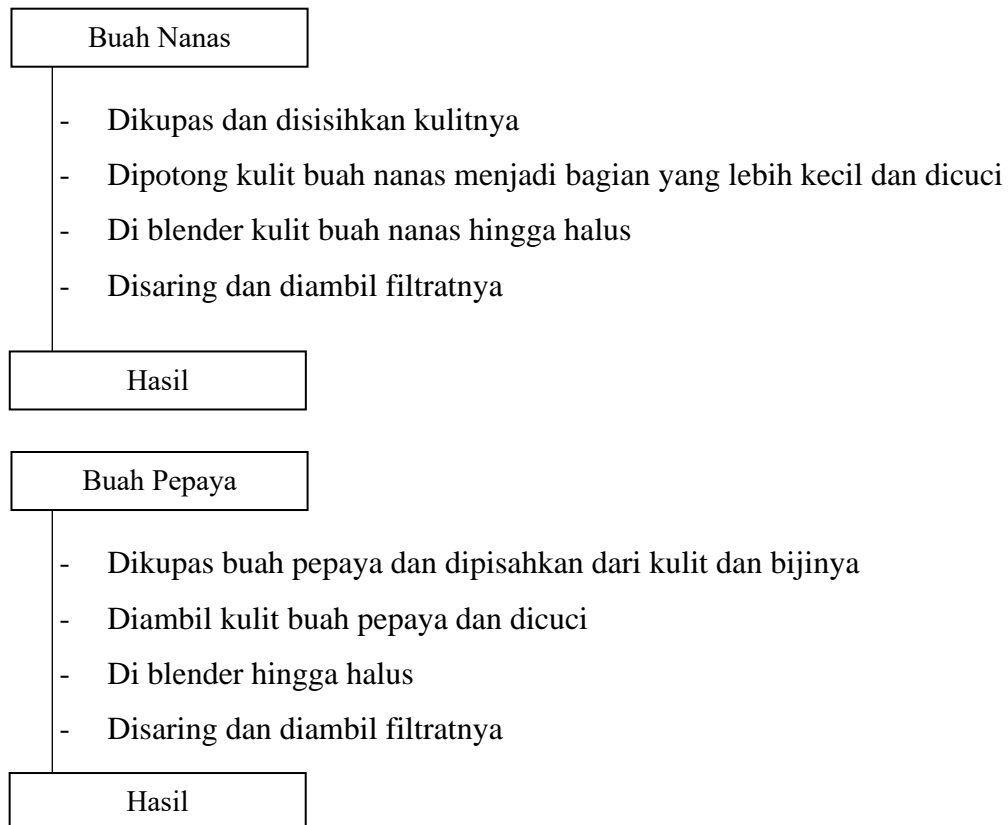 Buah Nanas
- Dikupas dan disisihkan kulitnya
- Dipotong kulit buah nanas menjadi bagian yang lebih kecil dan dicuci
- Di blender kulit buah nanas hingga halus
- Disaring dan diambil filtratnya
Hasil
Buah Pepaya
- Dikupas buah pepaya dan dipisahkan dari kulit dan bijinya
- Diambil kulit buah pepaya dan dicuci
- Di blender hingga halus
- Disaring dan diambil filtratnya
Hasil